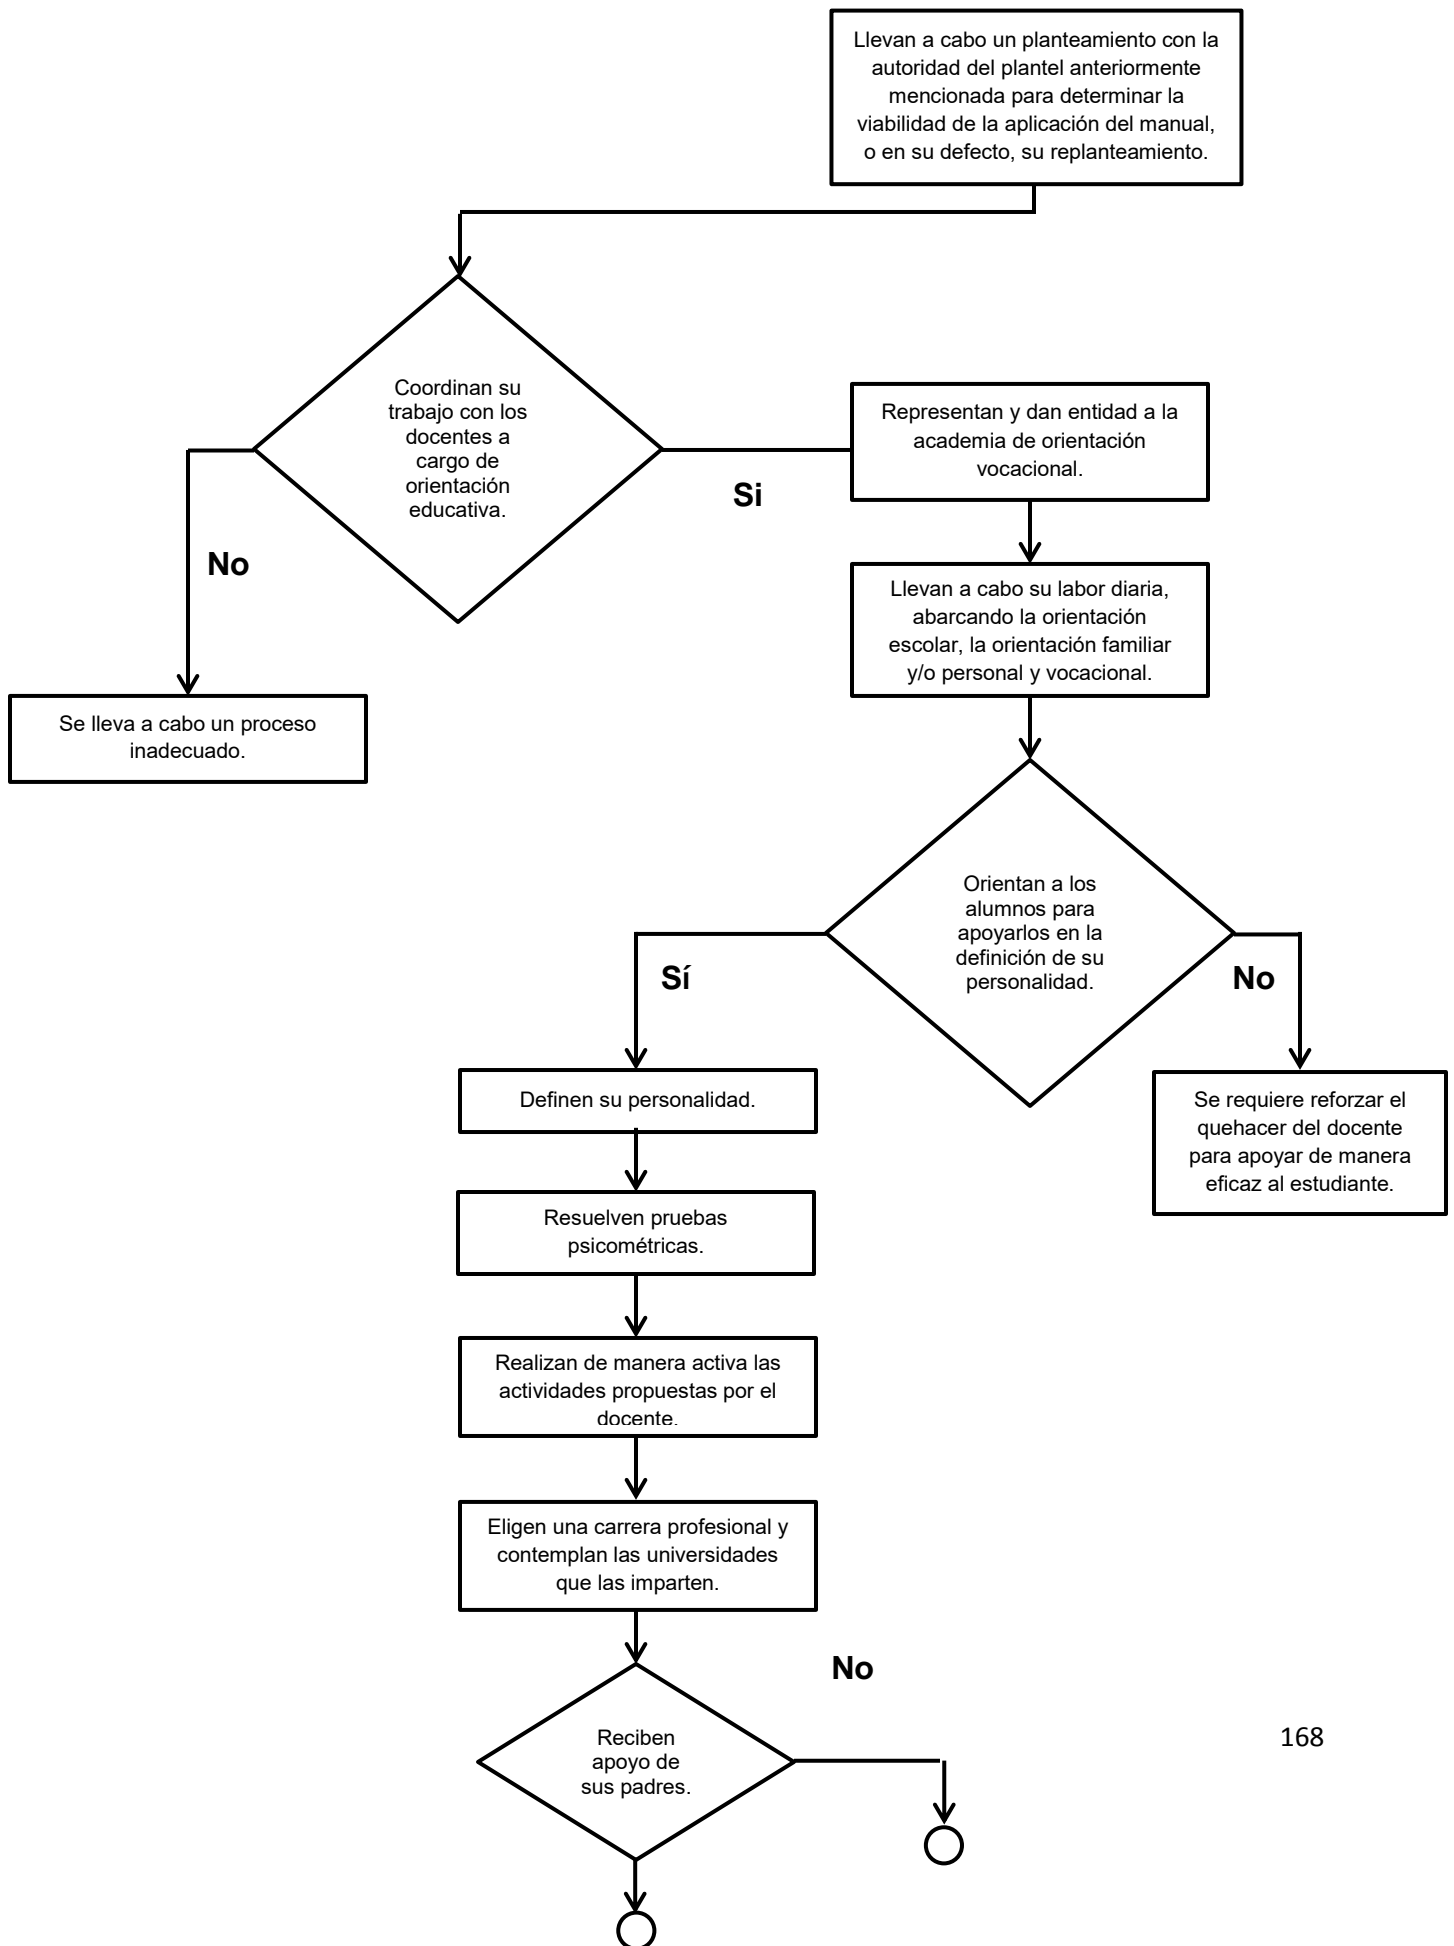 Llevan a cabo un planteamiento con la
autoridad del plantel anteriormente
mencionada para determinar la
viabilidad de la aplicación del manual,
o en su defecto, su replanteamiento.
Coordinan su
trabajo con los
docentes a
cargo de
orientación
educativa.
Representan y dan entidad a la
academia de orientación
vocacional.
Si
No
Llevan a cabo su labor diaria,
abarcando la orientación
escolar, la orientación familiar
y/o personal y vocacional.
Se lleva a cabo un proceso
inadecuado.
Orientan a los
alumnos para
apoyarlos en la
definición de su
personalidad.
Sí
No
Definen su personalidad.
Se requiere reforzar el
quehacer del docente
para apoyar de manera
eficaz al estudiante.
Resuelven pruebas
psicométricas.
Realizan de manera activa las
actividades propuestas por el
docente.
Eligen una carrera profesional y
contemplan las universidades
que las imparten.
No
Reciben
apoyo de
sus padres.
168